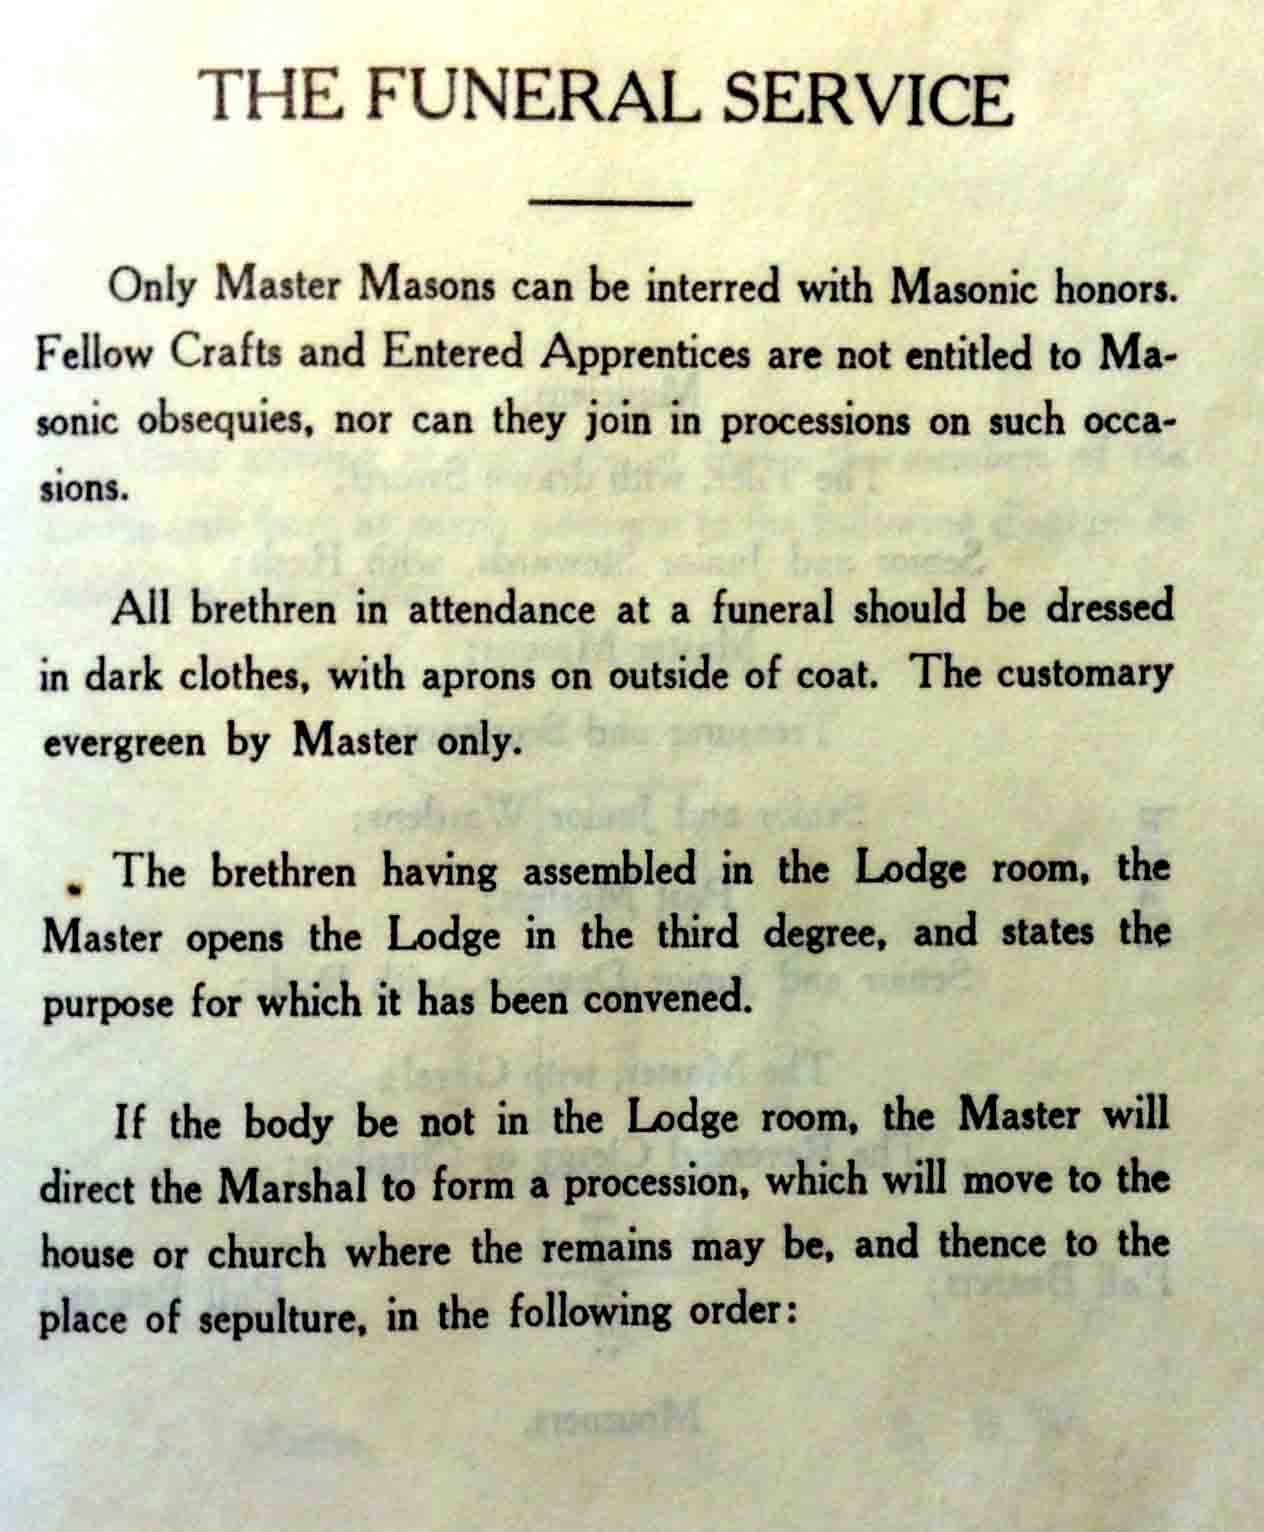 THE FUNERAL SERVICE
Only Master Masons can be interred with Masonic honors.
Fellow Crafts and Entered Apprentices are not entitled to Ma-
sonic obsequies, nor can they join in processions on such occa-
sions.
All brethren in attendance at a funeral should be dressed
in dark clothes, with aprons on outside of coat. The customary
evergreen by Master only.
The brethren having assembled in the Lodge room, the
Master opens the Lodge in the third degree, and states the
purpose for which it has been convened.
If the body be not in the Lodge room, the Master will
direct the Marshal to form a procession, which will move to the
house or church where the remains may be, and thence to the
place of sepulture, in the following order: